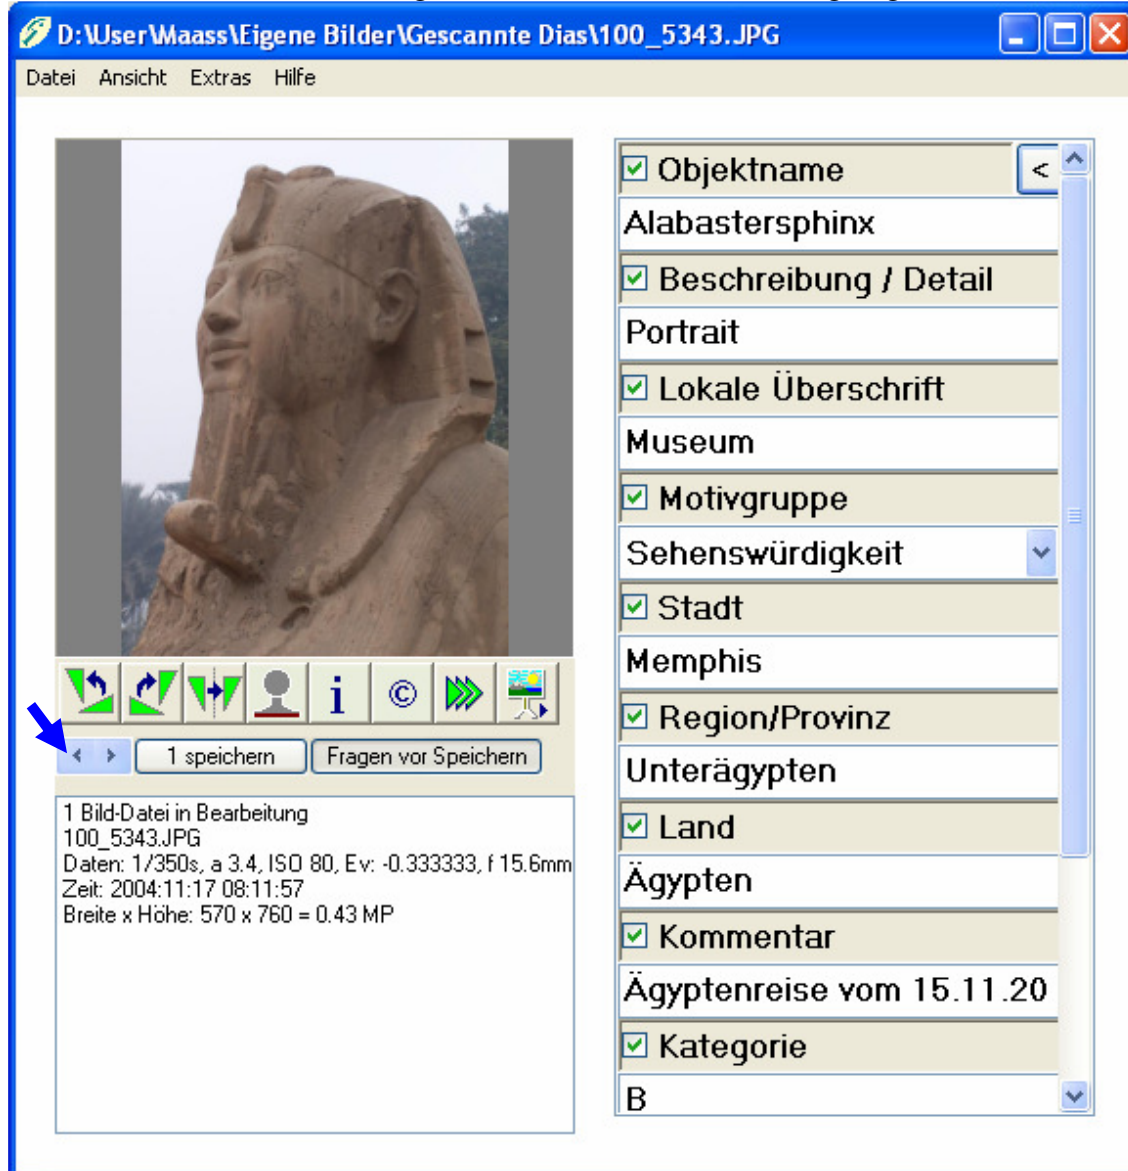 D:\User\Maass\Eigene Bilder\Gescannte Dias\100_5343.JPG
Datei Ansicht Extras Hilfe
Objektname
<
Alabastersphinx
Beschreibung / Detail
Portrait
Lokale Überschrift
Museum
Motivgruppe
Sehenswürdigkeit
Stadt
Memphis
Region/Provinz
Unterägypten
Land
Ägypten
Kommentar
Ägyptenreise vom 15.11.20
Kategorie
B
i ©
1 speichern Fragen vor Speichern
1 Bild-Datei in Bearbeitung
100_5343.JPG
Daten: 1/350s, a 3.4, ISO 80, Ev: -0.333333, f 15.6mm
Zeit: 2004:11:17 08:11:57
Breite x Höhe: 570 x 760 = 0.43 MP